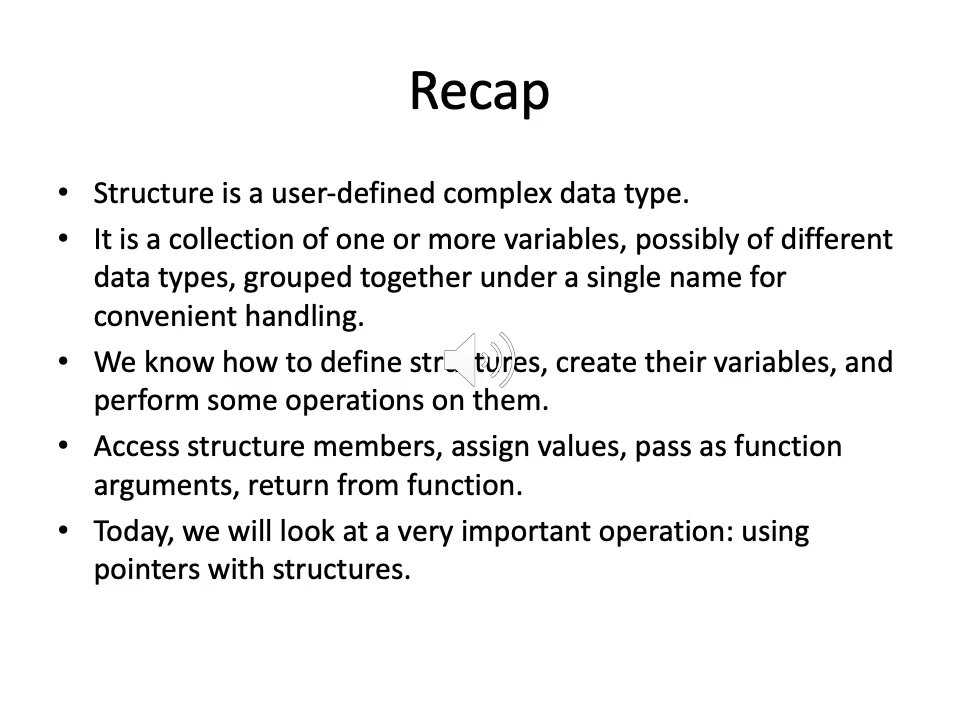 Recap
• Structure is a user-defined complex data type.
• It is a collection of one or more variables, possibly of different
data types, grouped together under a single name for
convenient handling.
• We know how to define structures, create their variables, and
perform some operations on them.
• Access structure members, assign values, pass as function
arguments, return from function.
• Today, we will look at a very important operation: using
pointers with structures.